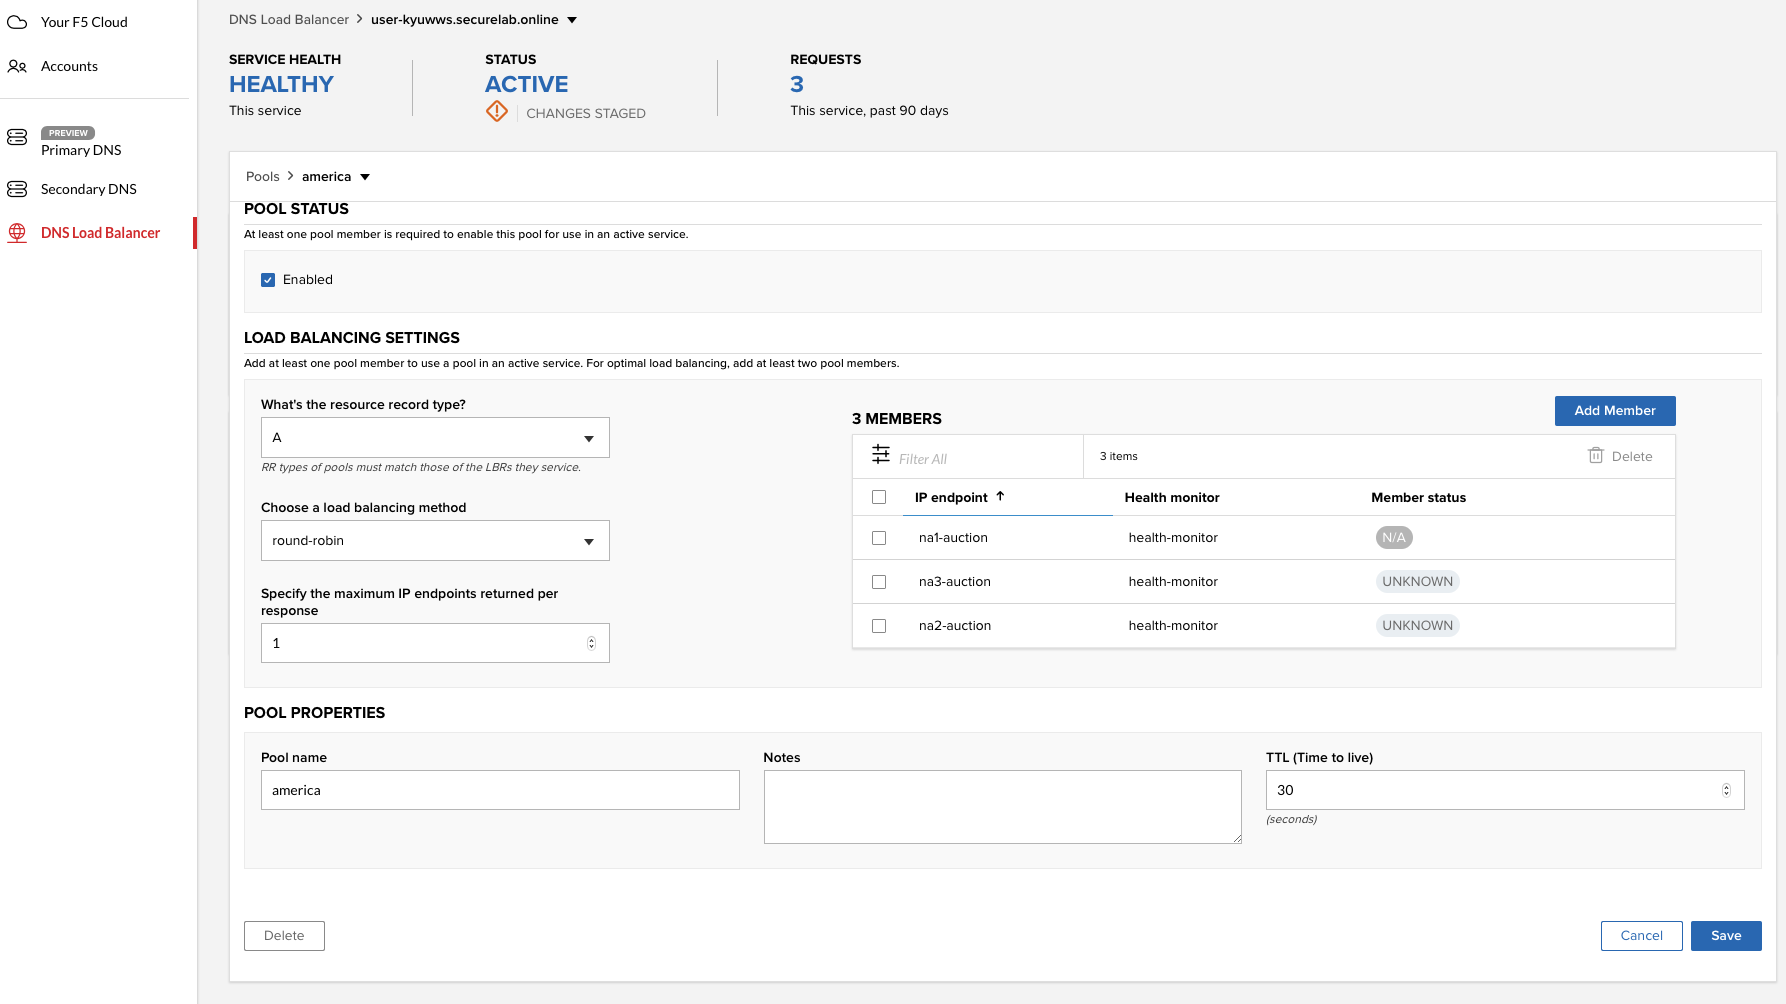 Your F5 Cloud
Accounts
PREVIEW
Primary DNS
Secondary DNS
DNS Load Balancer
DNS Load Balancer > user-kyuwws.securelab.online
SERVICE HEALTH
HEALTHY
This service
STATUS
ACTIVE
CHANGES STAGED
REQUESTS
3
This service, past 90 days
Pools > america
POOL STATUS
At least one pool member is required to enable this pool for use in an active service.
Enabled
LOAD BALANCING SETTINGS
Add at least one pool member to use a pool in an active service. For optimal load balancing, add at least two pool members.
What's the resource record type?
A
RR types of pools must match those of the LBRs they service.
Choose a load balancing method
round-robin
Specify the maximum IP endpoints returned per
response
1
3 MEMBERS
Add Member
Filter All
3 items
Delete
IP endpoint Health monitor Member status
na1-auction health-monitor N/A
na3-auction health-monitor UNKNOWN
na2-auction health-monitor UNKNOWN
POOL PROPERTIES
Pool name
america
Notes
TTL (Time to live)
30
(seconds)
Delete
Cancel
Save